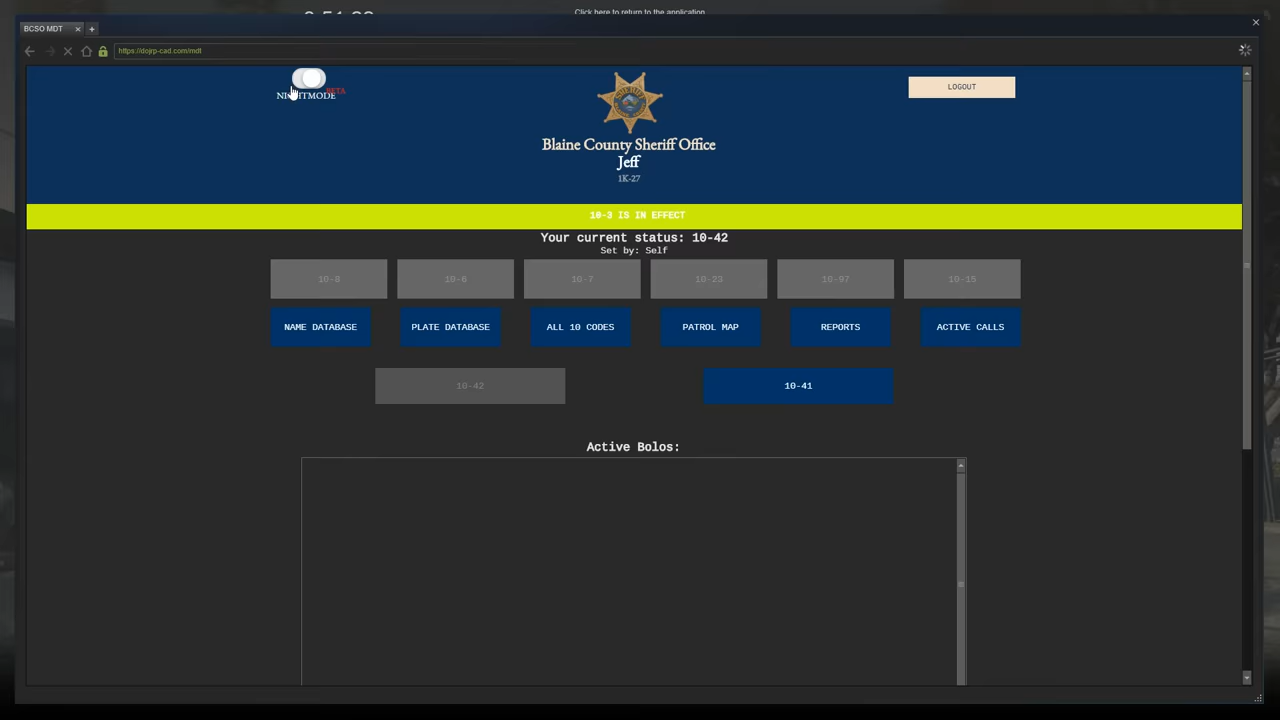 Click here to return to the application
BCSO MDT
https://dojrp-cad.com/mdt
BETA
LOGOUT
Blaine County Sheriff Office
Jeff
1K-27
10-3 IS IN EFFECT
Your current status: 10-42
Set by: Self
10-8 10-6 10-7 10-23 10-97 10-15
NAME DATABASE PLATE DATABASE ALL 10 CODES PATROL MAP REPORTS ACTIVE CALLS
10-42 10-41
Active Bolos: